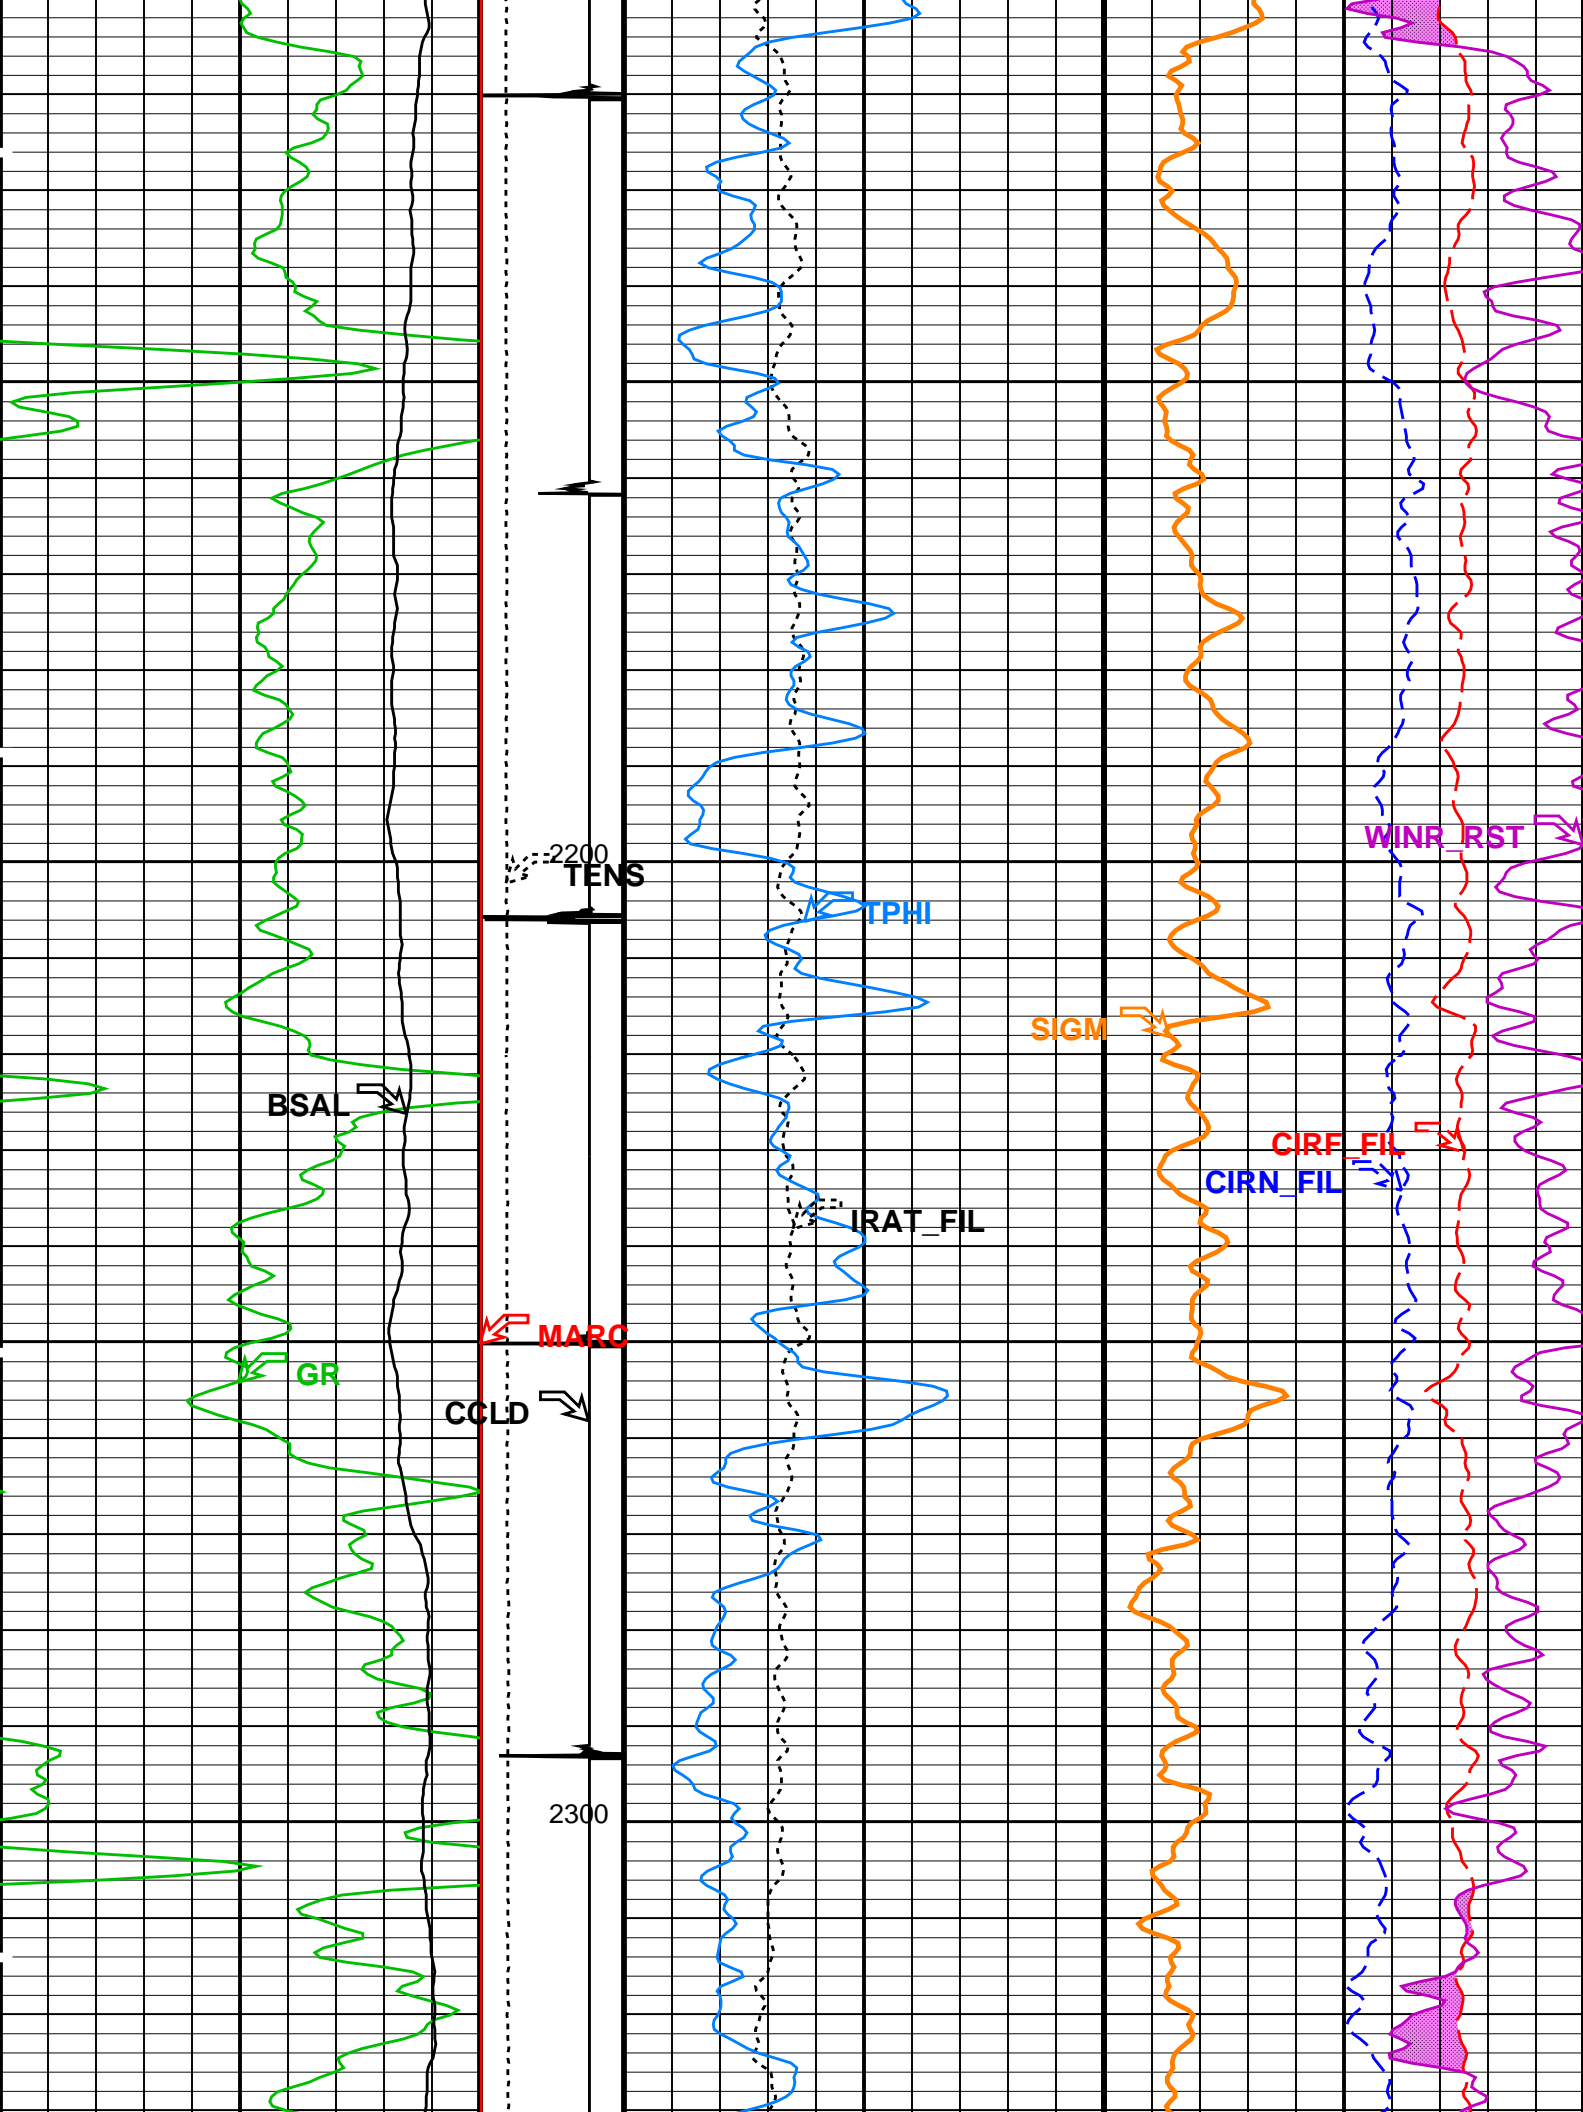 WINR_RST
2200
TENS
TPHI
SIGM
BSAL
CIRF_FIL
CIRN_FIL
IRAT_FIL
MARC
GR
CCLD
2300